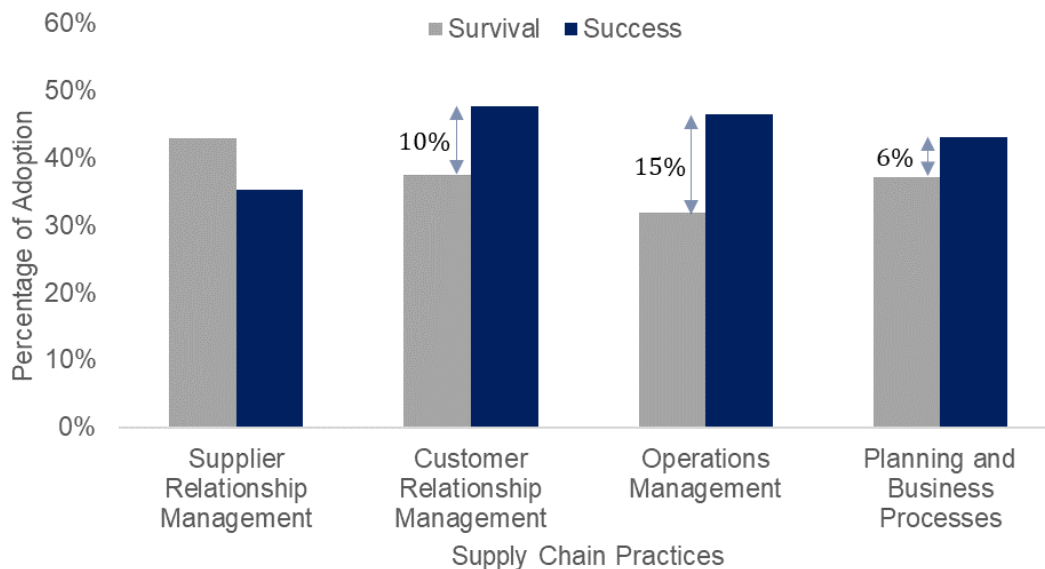 60%
Survival Success
50%
40%
30%
20%
10%
0%
Percentage of Adoption
10%
15%
6%
Supplier
Relationship
Management
Customer
Relationship
Management
Operations
Management
Planning and
Business
Processes
Supply Chain Practices